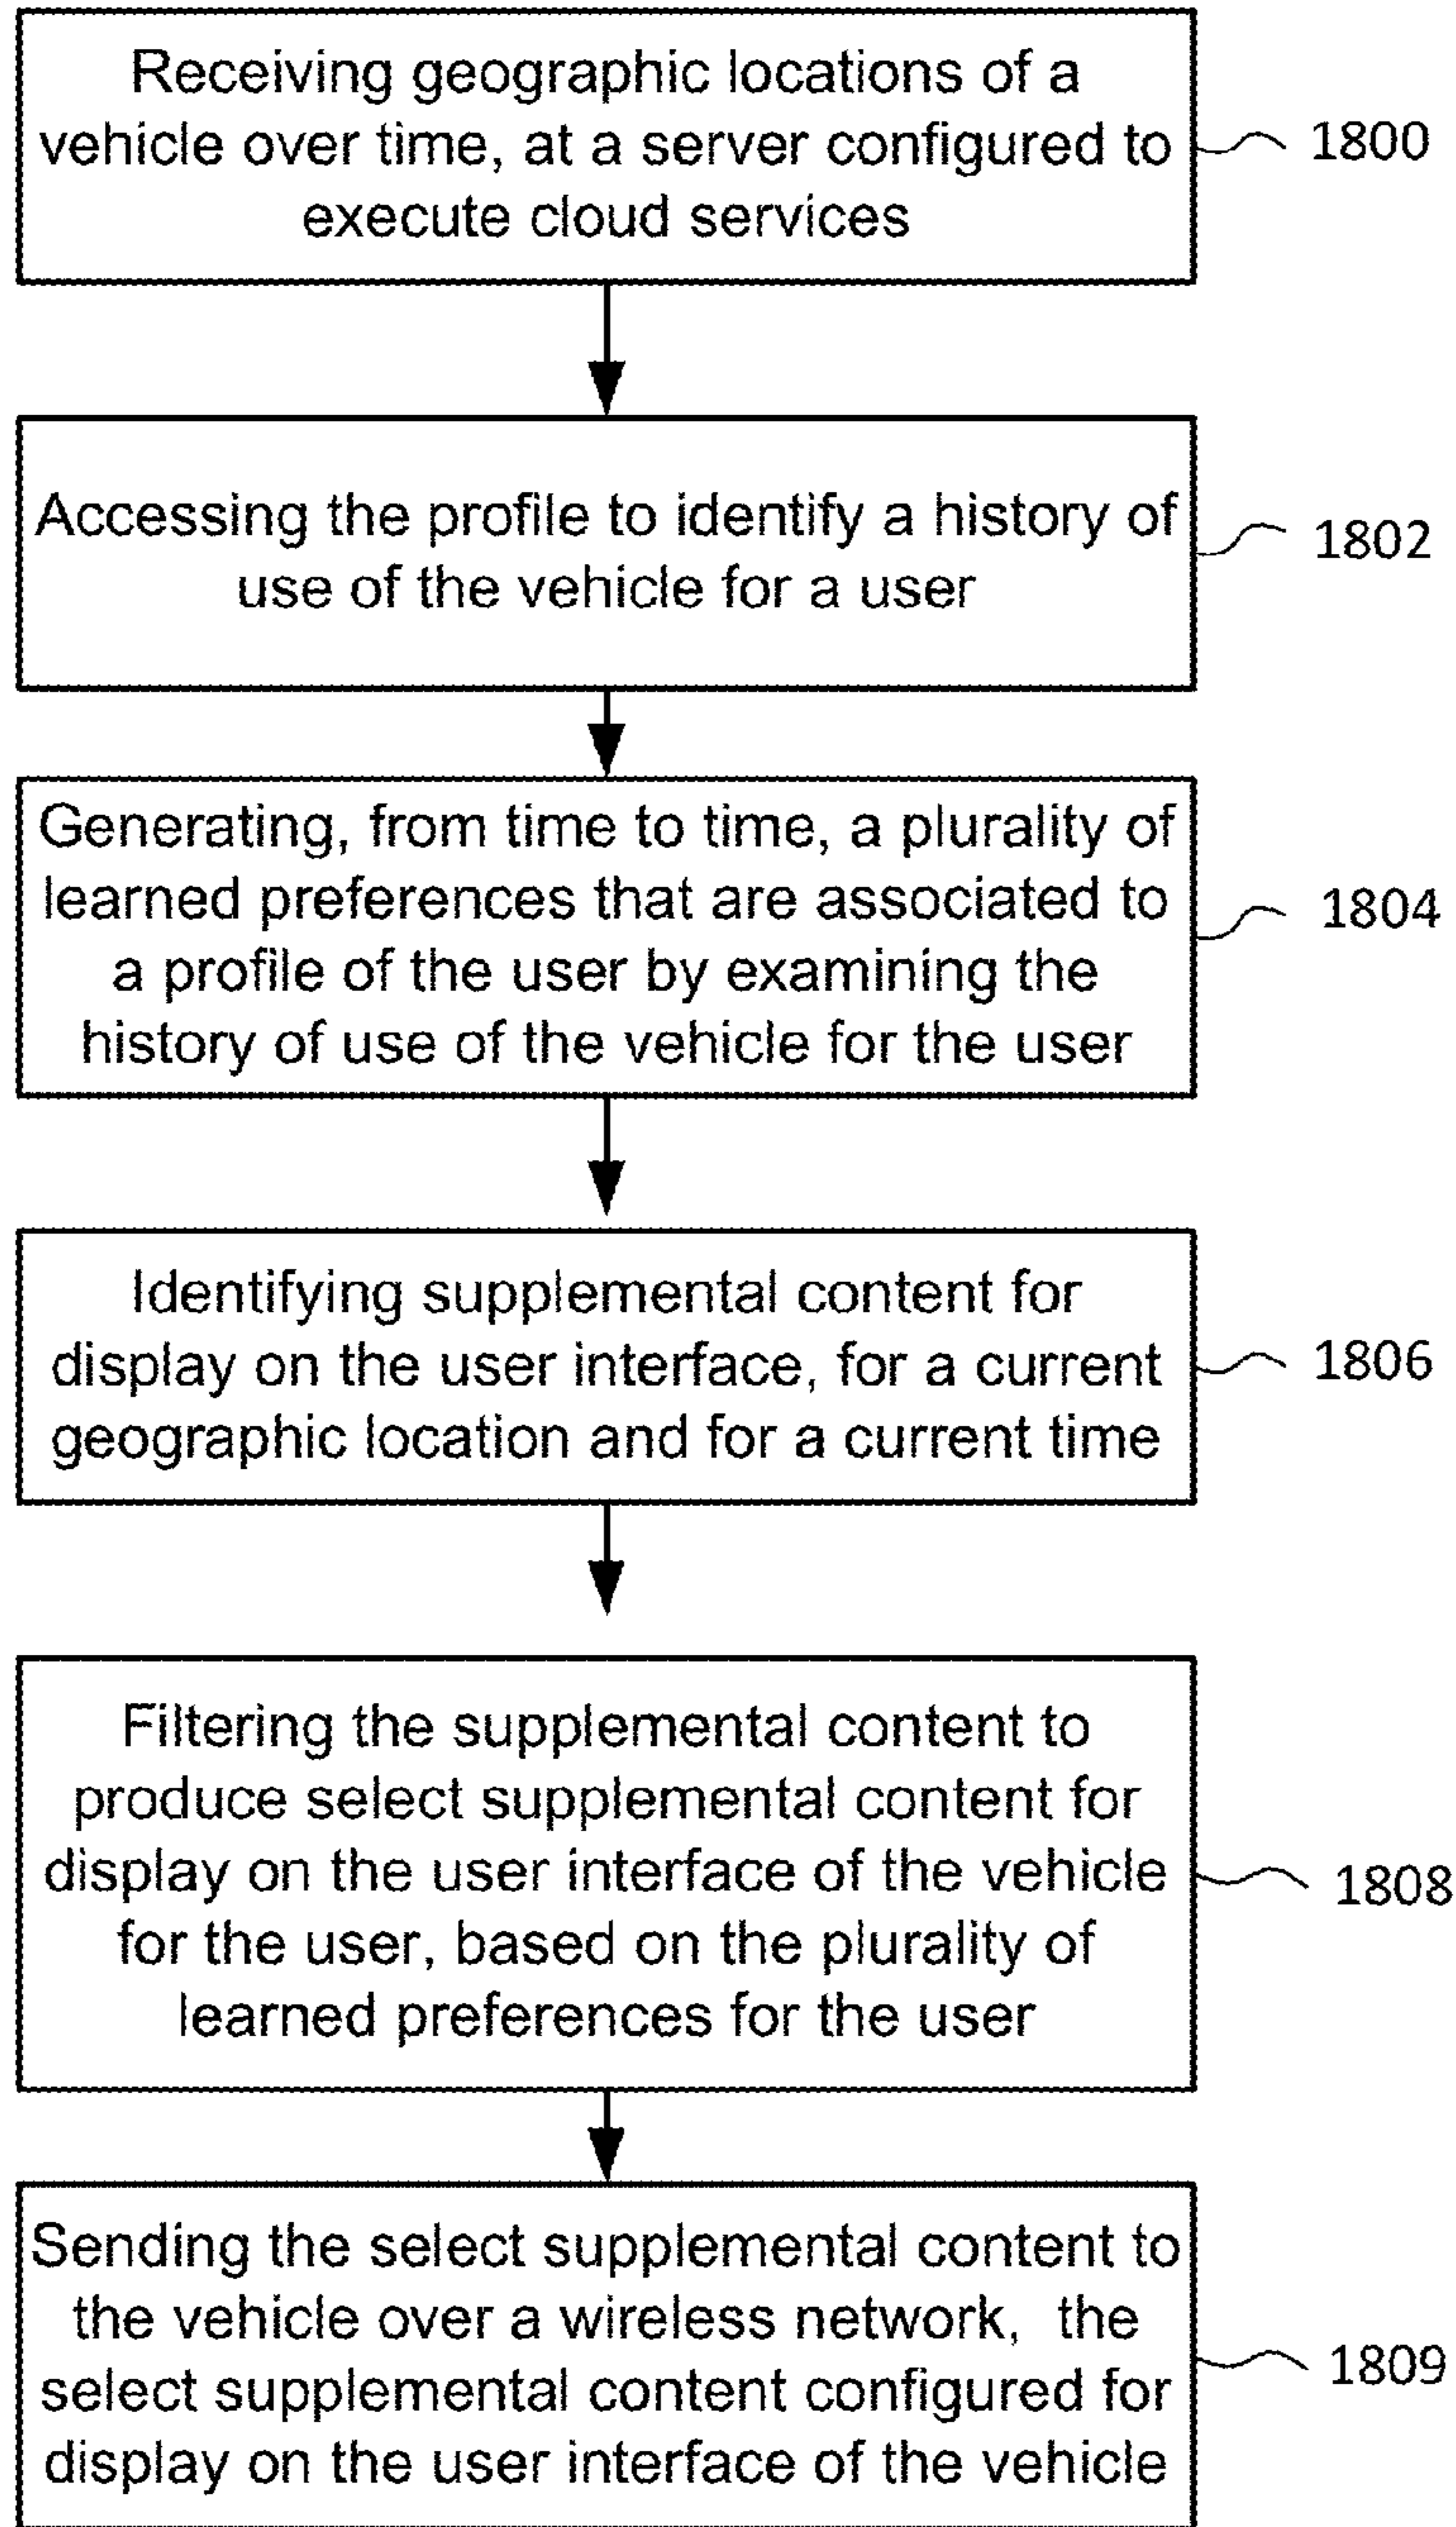 Receiving geographic locations of a
vehicle over time, at a server configured to
execute cloud services
1800
Accessing the profile to identify a history of
use of the vehicle for a user
1802
Generating, from time to time, a plurality of
learned preferences that are associated to
a profile of the user by examining the
history of use of the vehicle for the user
1804
Identifying supplemental content for
display on the user interface, for a current
geographic location and for a current time
1806
Filtering the supplemental content to
produce select supplemental content for
display on the user interface of the vehicle
for the user, based on the plurality of
learned preferences for the user
1808
Sending the select supplemental content to
the vehicle over a wireless network, the
select supplemental content configured for
display on the user interface of the vehicle
1809